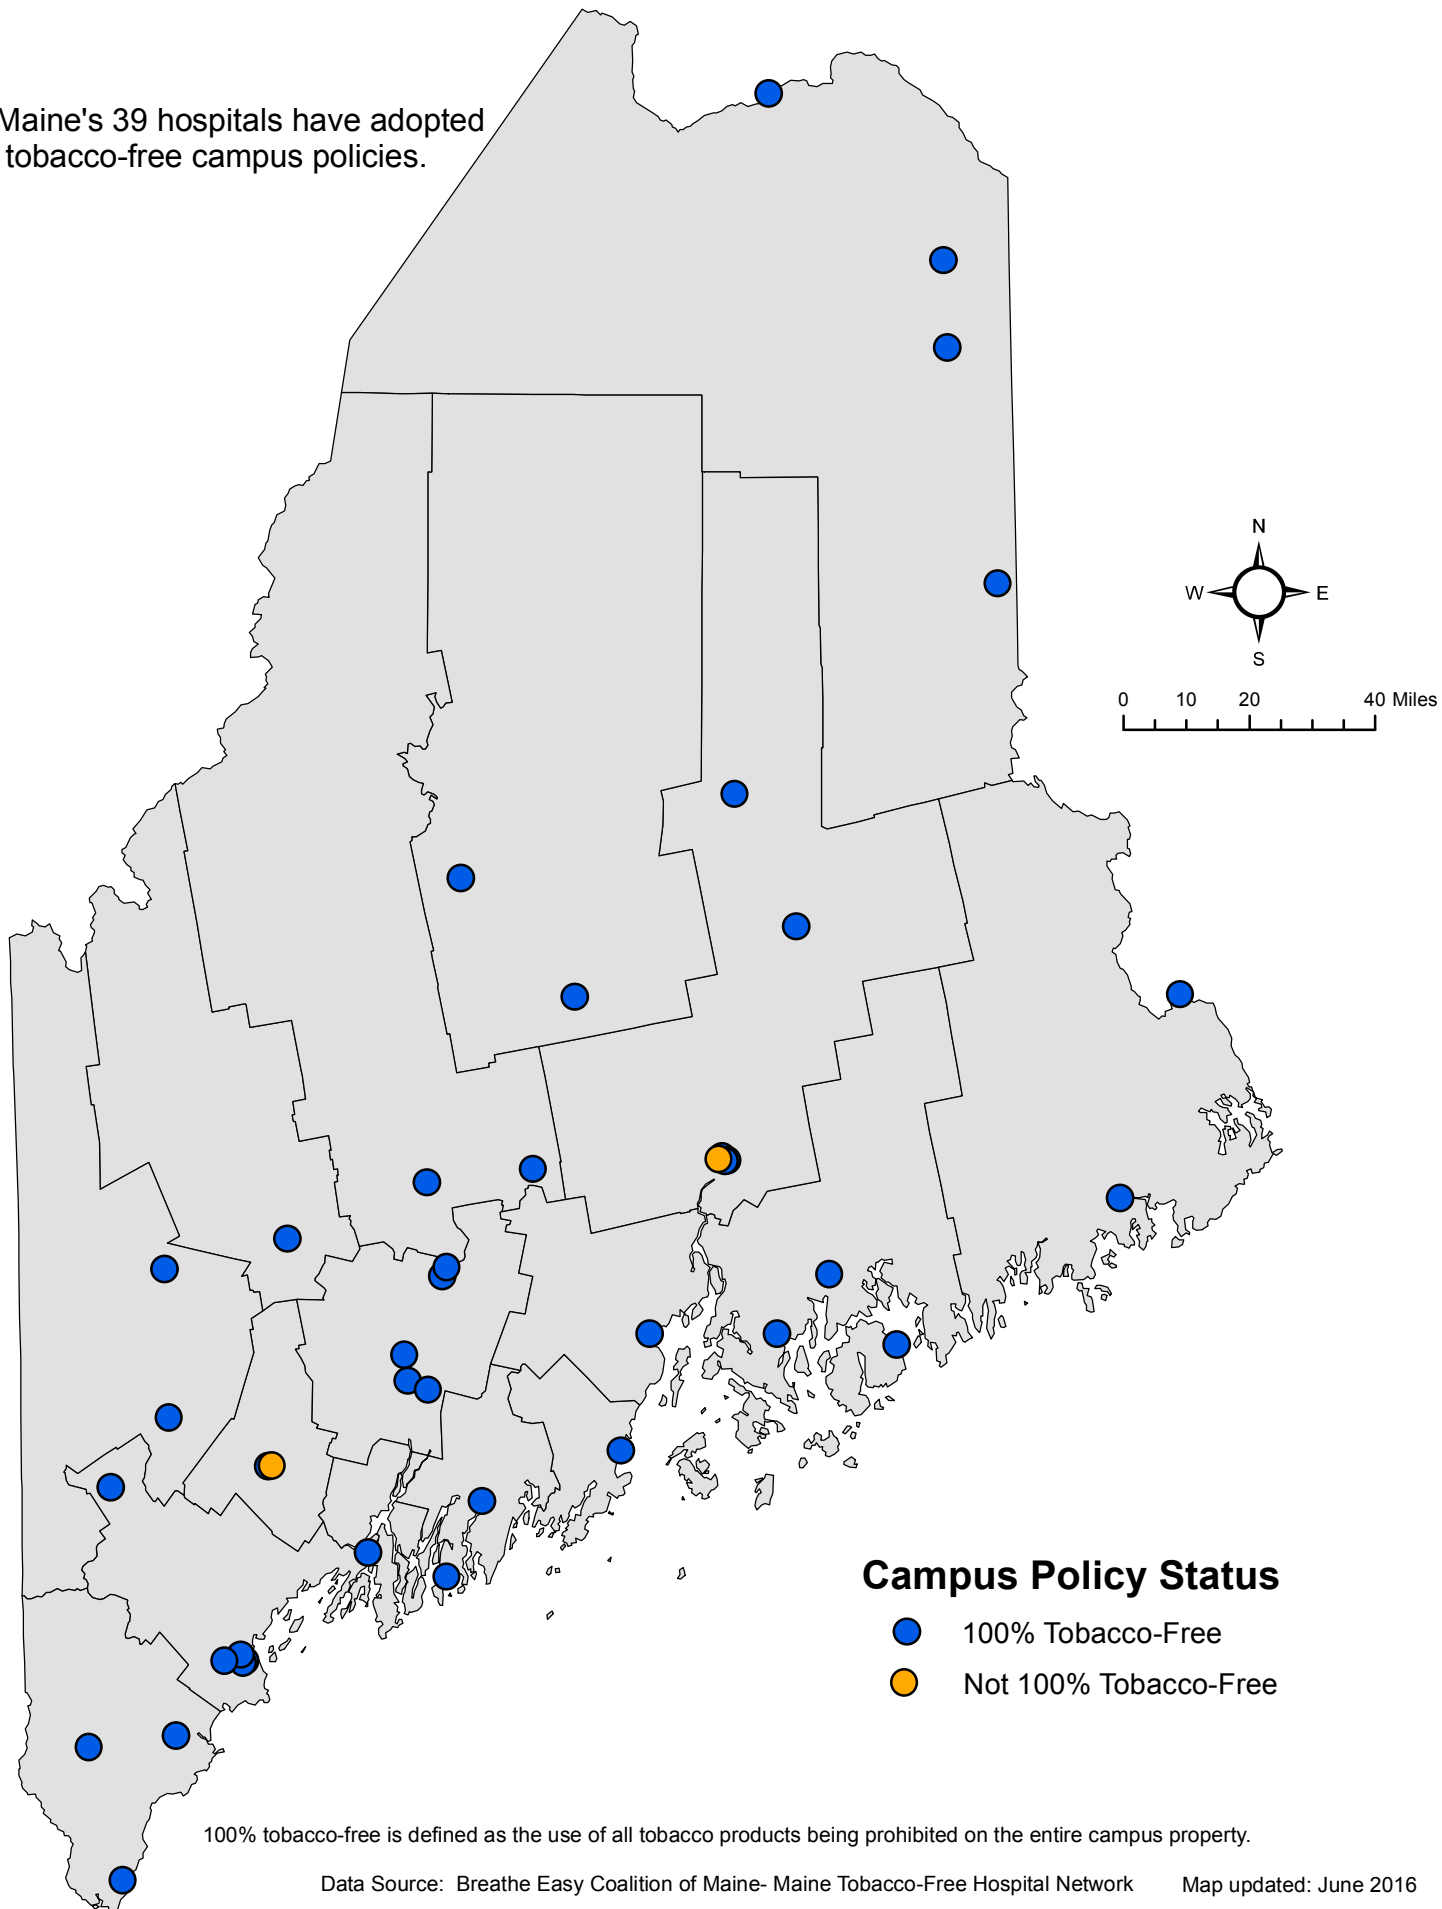 Maine's 39 hospitals have adopted
tobacco-free campus policies.
N
W
E
S
0 10 20 40 Miles
Campus Policy Status
100% Tobacco-Free
Not 100% Tobacco-Free
100% tobacco-free is defined as the use of all tobacco products being prohibited on the entire campus property.
Data Source: Breathe Easy Coalition of Maine- Maine Tobacco-Free Hospital Network Map updated: June 2016